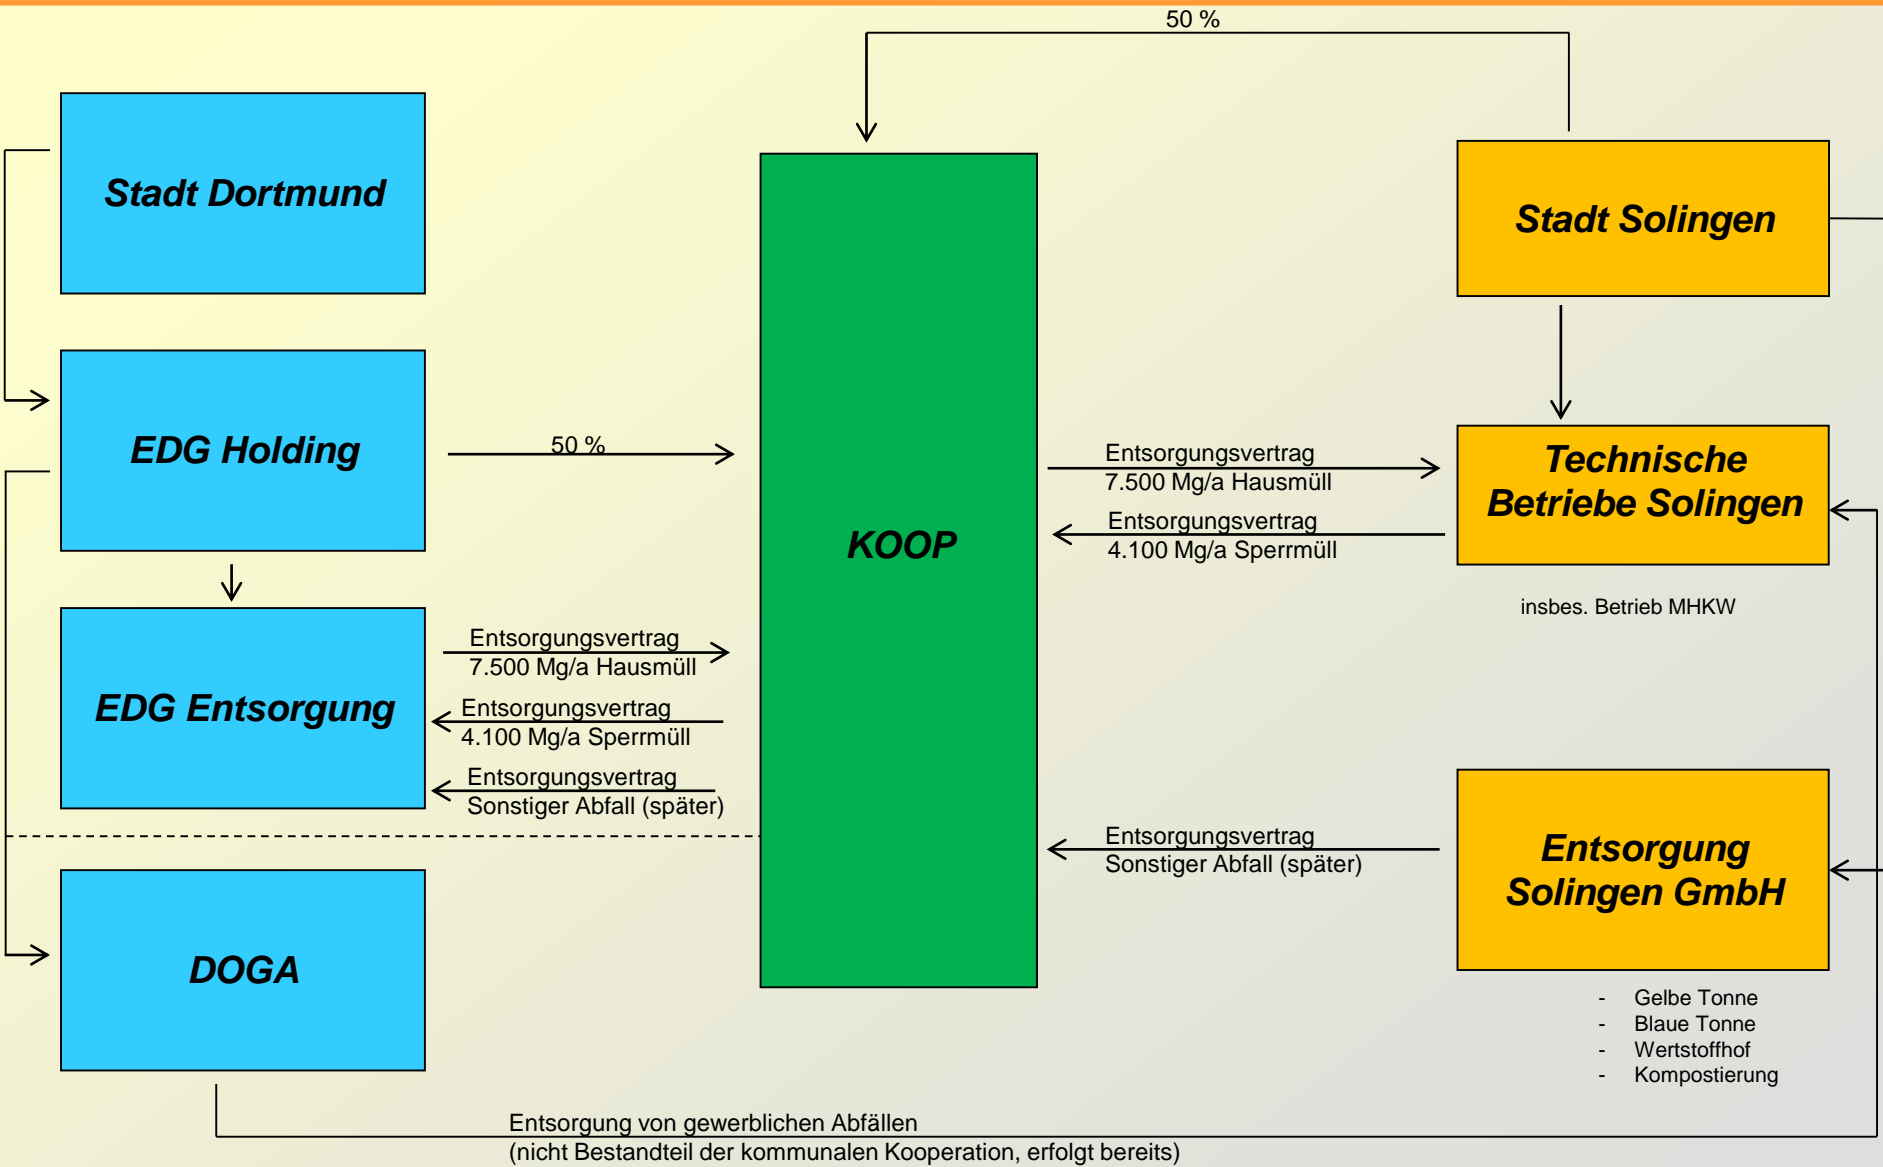 50 %
Stadt Dortmund
Stadt Solingen
EDG Holding
50 %
KOOP
Entsorgungsvertrag
7.500 Mg/a Hausmüll
Entsorgungsvertrag
4.100 Mg/a Sperrmüll
Technische
Betriebe Solingen
insbes. Betrieb MHKW
EDG Entsorgung
Entsorgungsvertrag
7.500 Mg/a Hausmüll
Entsorgungsvertrag
4.100 Mg/a Sperrmüll
Entsorgungsvertrag
Sonstiger Abfall (später)
Entsorgungsvertrag
Sonstiger Abfall (später)
Entsorgung
Solingen GmbH
DOGA
- Gelbe Tonne
- Blaue Tonne
- Wertstoffhof
- Kompostierung
Entsorgung von gewerblichen Abfällen
(nicht Bestandteil der kommunalen Kooperation, erfolgt bereits)